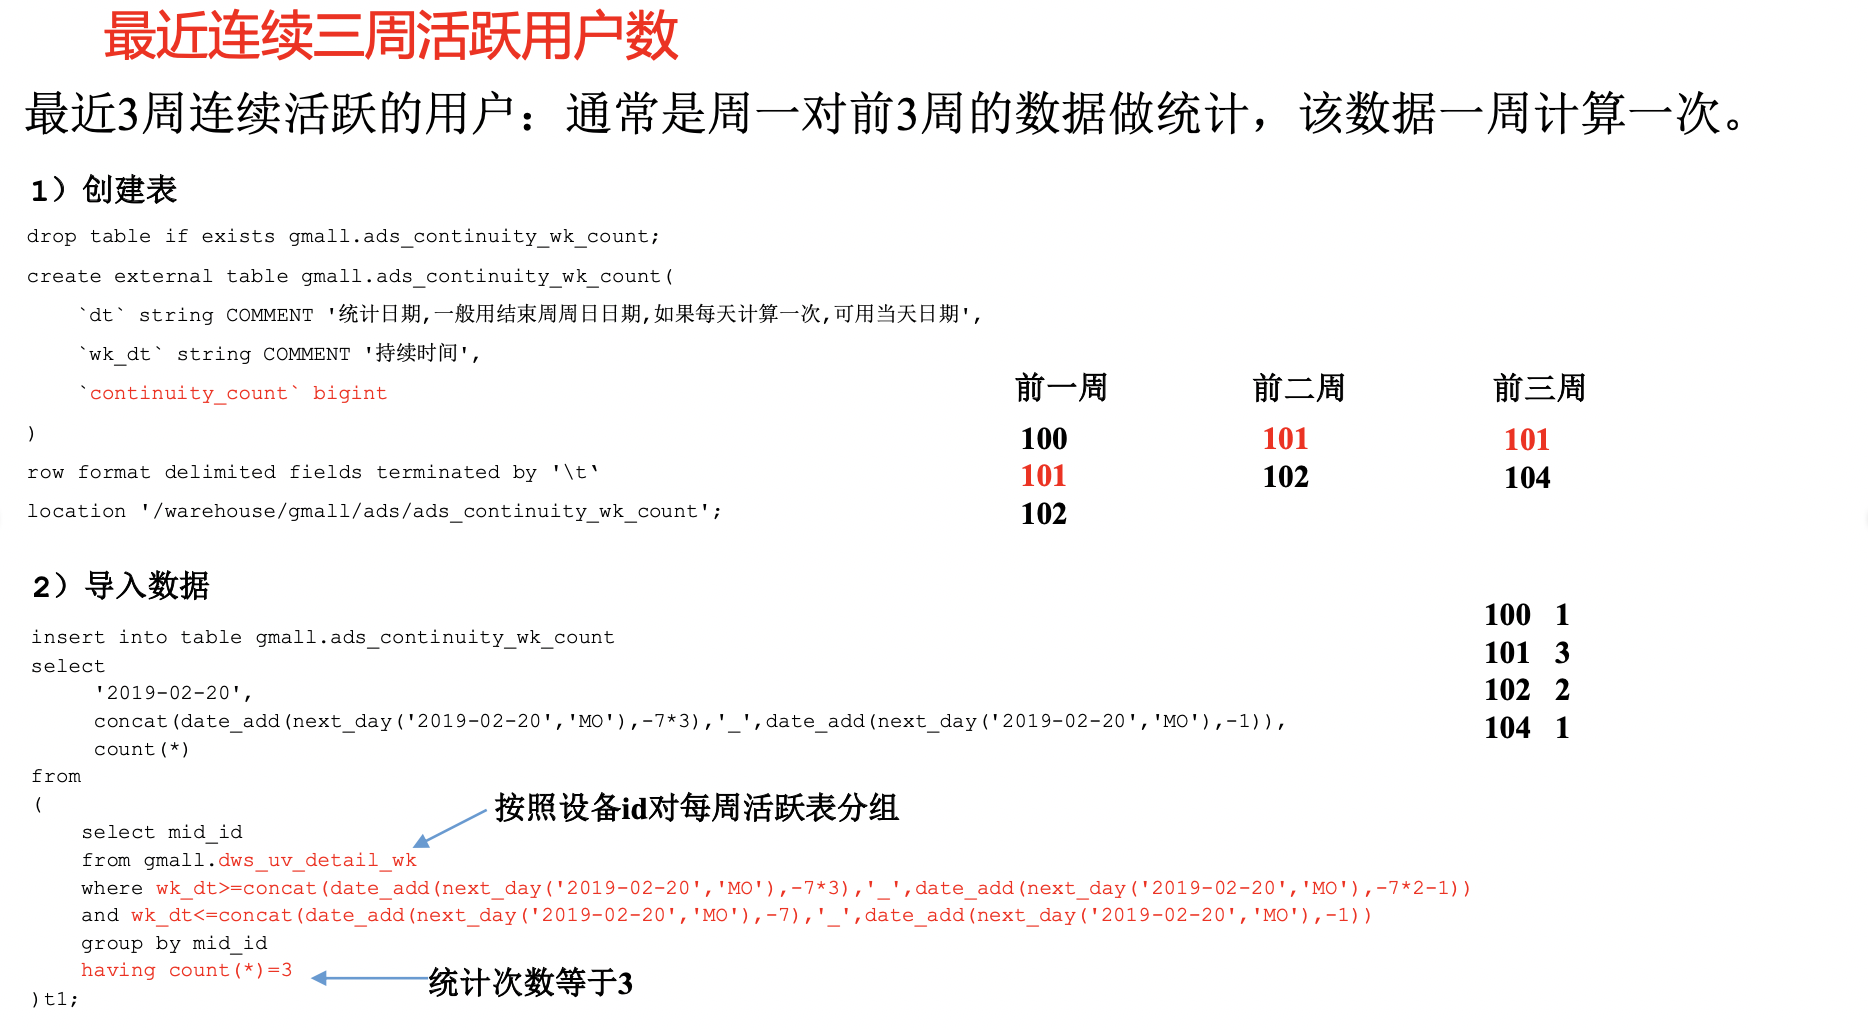 最近连续三周活跃用户数
最近3周连续活跃的用户：通常是周一对前3周的数据做统计，该数据一周计算一次。
1）创建表
drop table if exists gmall.ads_continuity_wk_count;
create external table gmall.ads_continuity_wk_count(
    `dt` string COMMENT '统计日期,一般用结束周周日日期,如果每天计算一次,可用当天日期',
    `wk_dt` string COMMENT '持续时间',
    `continuity_count` bigint
)
row format delimited fields terminated by '\t‘
location '/warehouse/gmall/ads/ads_continuity_wk_count';
前一周 前二周 前三周
100 101 101
101 102 104
102
2）导入数据
insert into table gmall.ads_continuity_wk_count
select
     '2019-02-20',
     concat(date_add(next_day('2019-02-20','MO'),-7*3),'_',date_add(next_day('2019-02-20','MO'),-1)),
     count(*)
from
(
    select mid_id
    from gmall.dws_uv_detail_wk
    where wk_dt>=concat(date_add(next_day('2019-02-20','MO'),-7*3),'_',date_add(next_day('2019-02-20','MO'),-7*2-1))
    and wk_dt<=concat(date_add(next_day('2019-02-20','MO'),-7),'_',date_add(next_day('2019-02-20','MO'),-1))
    group by mid_id
    having count(*)=3
)t1;
按照设备id对每周活跃表分组
统计次数等于3
100 1
101 3
102 2
104 1